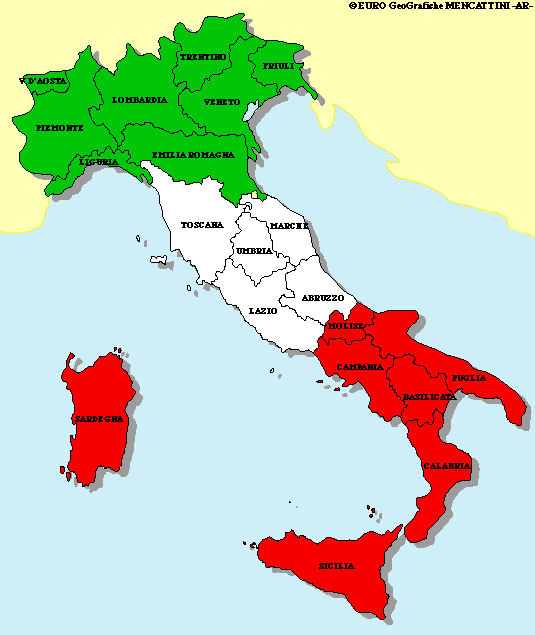 © EURO GeoGrafiche MENCATTINI -AR-
TRENTINO
FRIULI
V D'AOSTA
LOMBARDIA
VENETO
PIEMONTE
EMILIA ROMAGNA
LIGURIA
TOSCANA
MARCHE
UMBRIA
ABRUZZO
LAZIO
MOLISE
CAMPANIA
PUGLIA
BASILICATA
SARDEGNA
CALABRIA
SICILIA